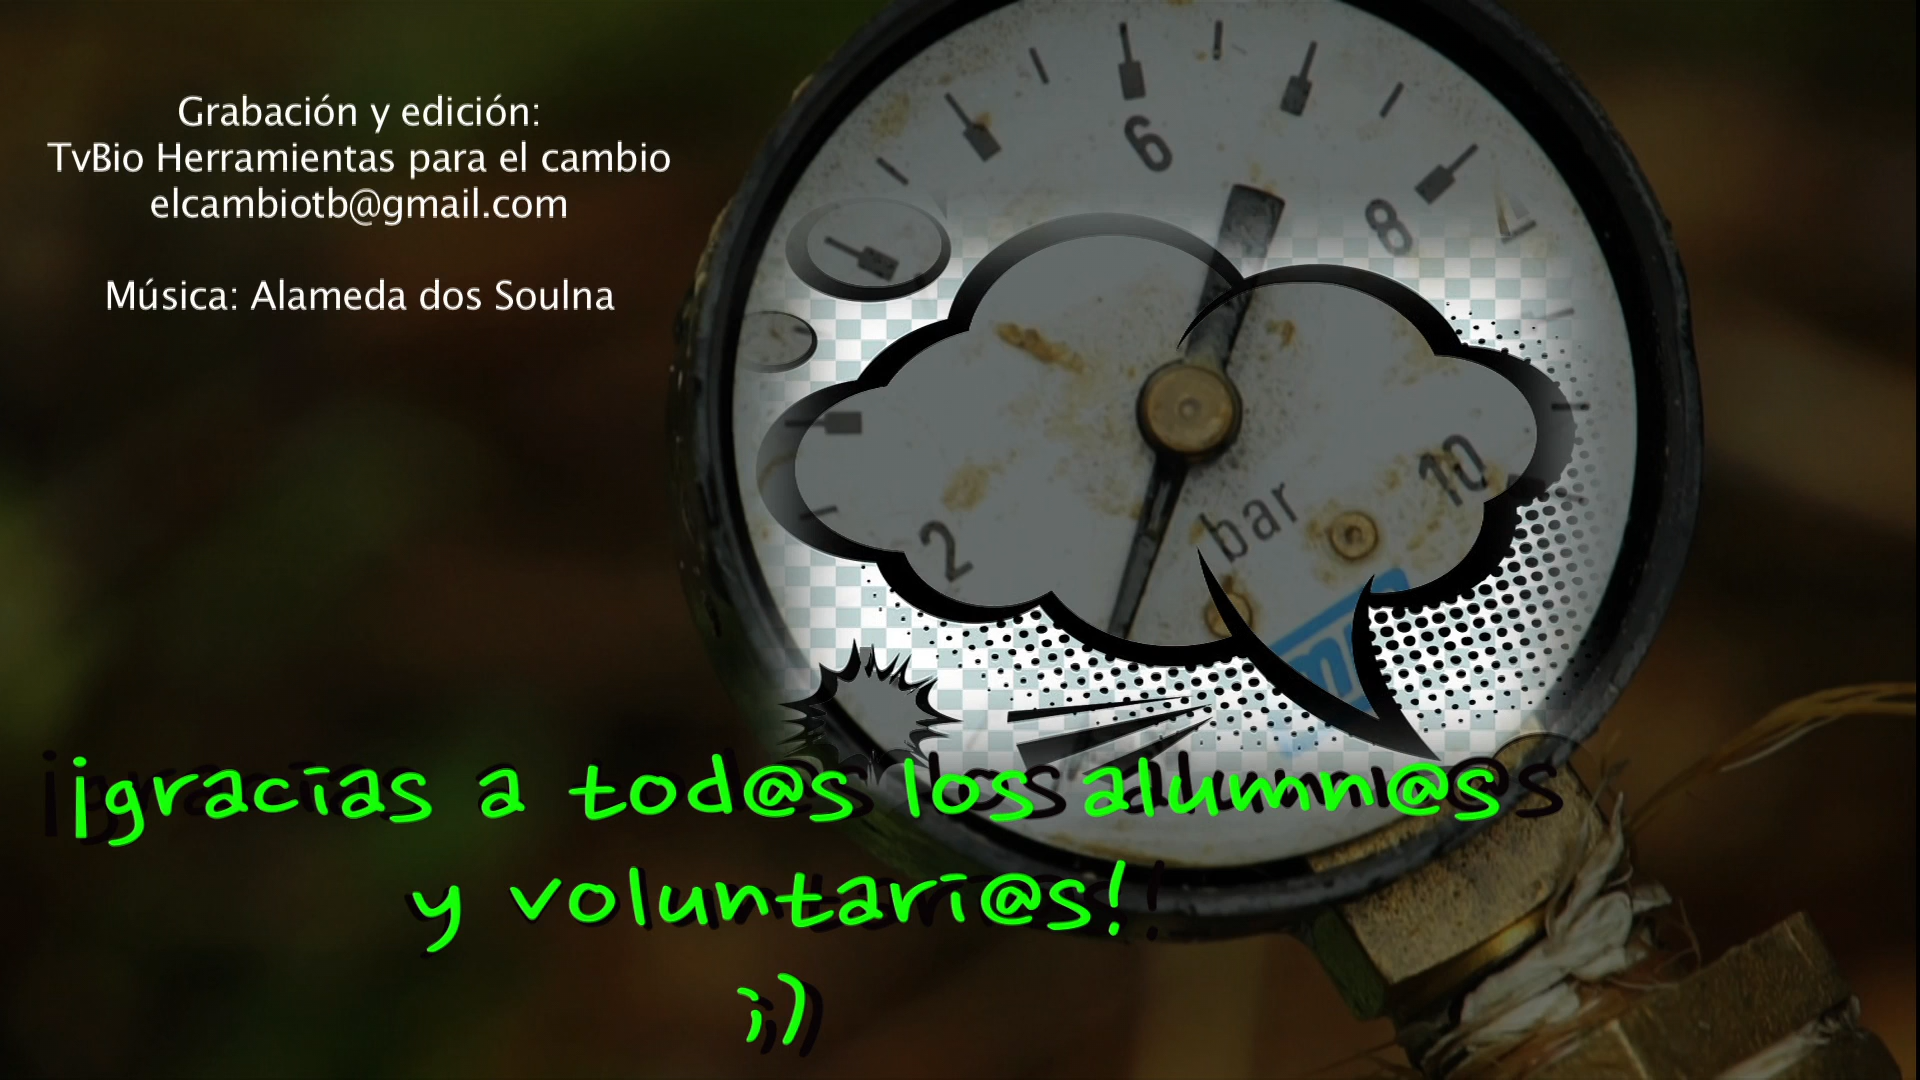 Grabación y edición:
TvBio Herramientas para el cambio
elcambiotb@gmail.com
Música: Alameda dos Soulna
6
8
2
10
bar
¡gracias a tod@s los alumn@s
y voluntari@s!
;)